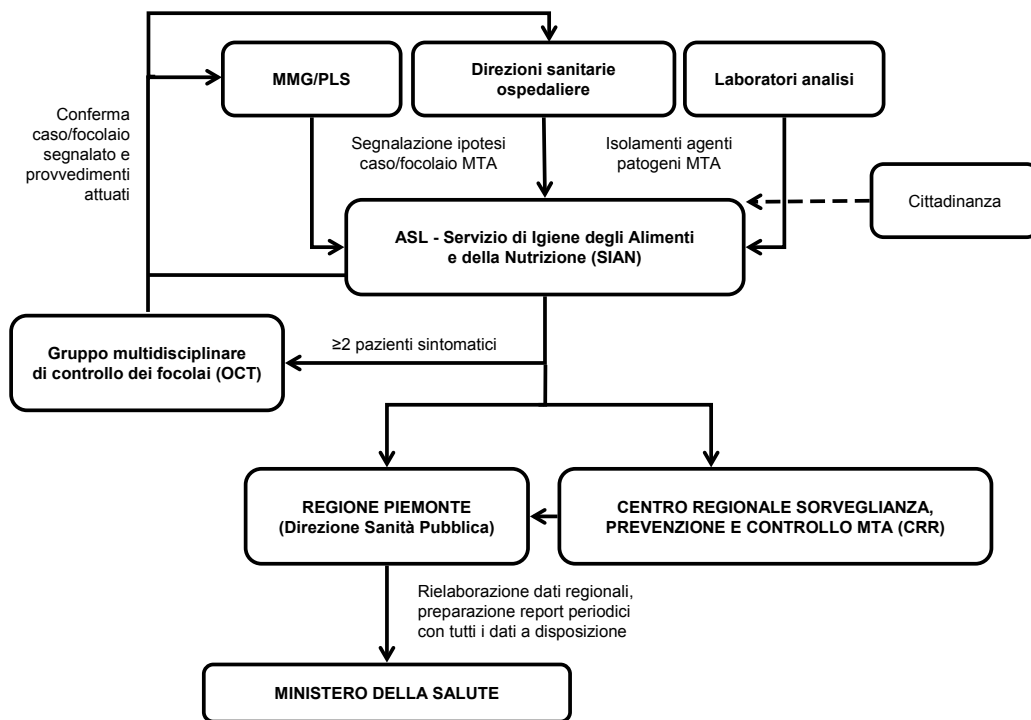 MMG/PLS
Direzioni sanitarie
ospedaliere
Laboratori analisi
Conferma
caso/focolaio
segnalato e
provvedimenti
attuati
Segnalazione ipotesi
caso/focolaio MTA
Isolamenti agenti
patogeni MTA
Cittadinanza
ASL - Servizio di Igiene degli Alimenti
e della Nutrizione (SIAN)
Gruppo multidisciplinare
di controllo dei focolai (OCT)
≥2 pazienti sintomatici
REGIONE PIEMONTE
(Direzione Sanità Pubblica)
CENTRO REGIONALE SORVEGLIANZA,
PREVENZIONE E CONTROLLO MTA (CRR)
Rielaborazione dati regionali,
preparazione report periodici
con tutti i dati a disposizione
MINISTERO DELLA SALUTE